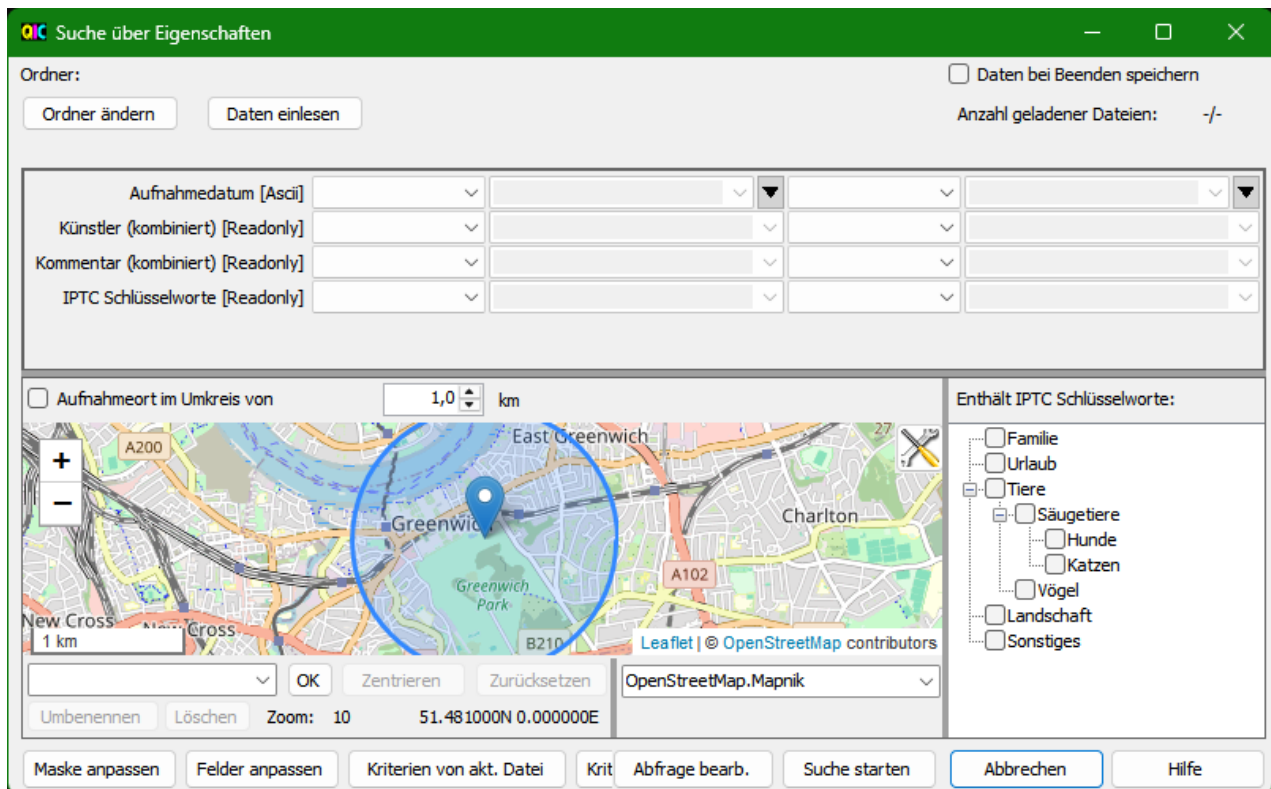 QIC Suche über Eigenschaften
Ordner:
Daten bei Beenden speichern
Ordner ändern Daten einlesen Anzahl geladener Dateien: -/-
Aufnahmedatum [Ascii]
Künstler (kombiniert) [Readonly]
Kommentar (kombiniert) [Readonly]
IPTC Schlüsselworte [Readonly]
Aufnahmeort im Umkreis von 1,0 km
Enthält IPTC Schlüsselworte:
+
−
A200
East Greenwich
27
Greenwic
Charlton
Greenwich
Park
A102
New Cross
New Cross
1 km
B210
Leaflet | © OpenStreetMap contributors
Familie
Urlaub
Tiere
Säugetiere
Hunde
Katzen
Vögel
Landschaft
Sonstiges
OK Zentrieren Zurücksetzen OpenStreetMap.Mapnik
Umbenennen Löschen Zoom: 10 51.481000N 0.000000E
Maske anpassen Felder anpassen Kriterien von akt. Datei Krit Abfrage bearb. Suche starten Abbrechen Hilfe